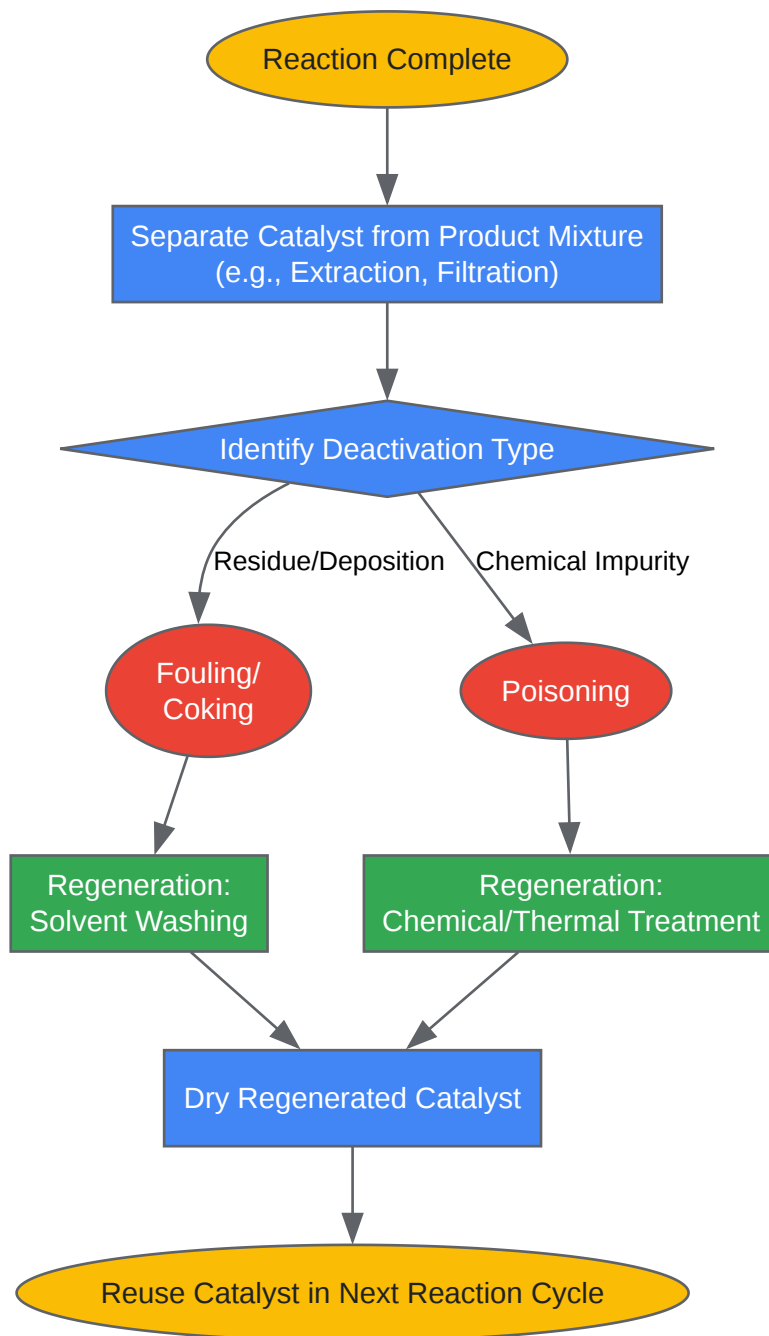 Reaction Complete
Separate Catalyst from Product Mixture
(e.g., Extraction, Filtration)
Identify Deactivation Type
Residue/Deposition
Chemical Impurity
Fouling/
Coking
Poisoning
Regeneration:
Solvent Washing
Regeneration:
Chemical/Thermal Treatment
Dry Regenerated Catalyst
Reuse Catalyst in Next Reaction Cycle